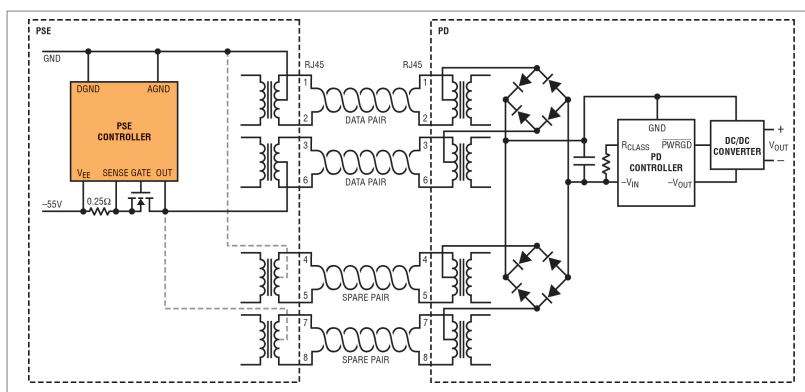 PSE
GND
DGND
AGND
PSE
CONTROLLER
VEE
SENSE
GATE
OUT
–55V
0.25Ω
RJ45
1
2
DATA PAIR
3
6
DATA PAIR
4
5
SPARE PAIR
7
8
SPARE PAIR
PD
RJ45
1
2
3
6
4
5
7
8
GND
RCLASS
PWRGD
PD
CONTROLLER
–VIN
–VOUT
DC/DC
CONVERTER
+
VOUT
–